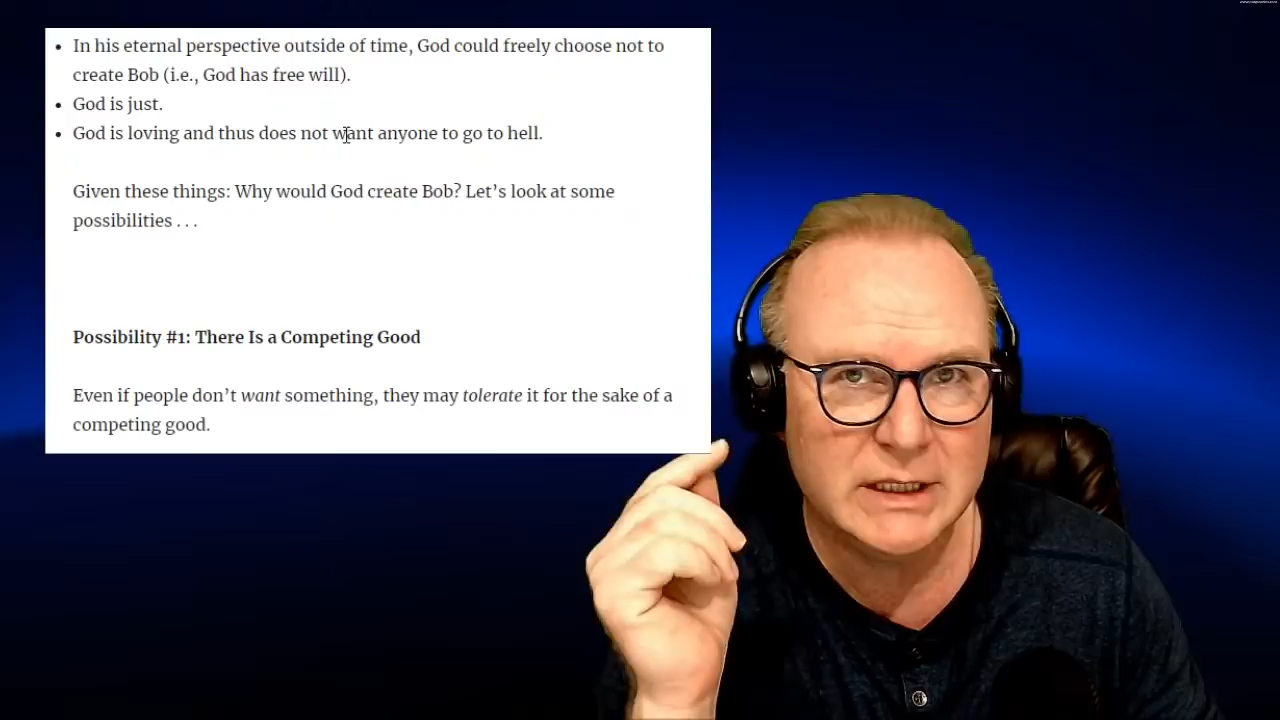 • In his eternal perspective outside of time, God could freely choose not to
create Bob (i.e., God has free will).
• God is just.
• God is loving and thus does not want anyone to go to hell.
Given these things: Why would God create Bob? Let’s look at some
possibilities . . .
Possibility #1: There Is a Competing Good
Even if people don’t want something, they may tolerate it for the sake of a
competing good.